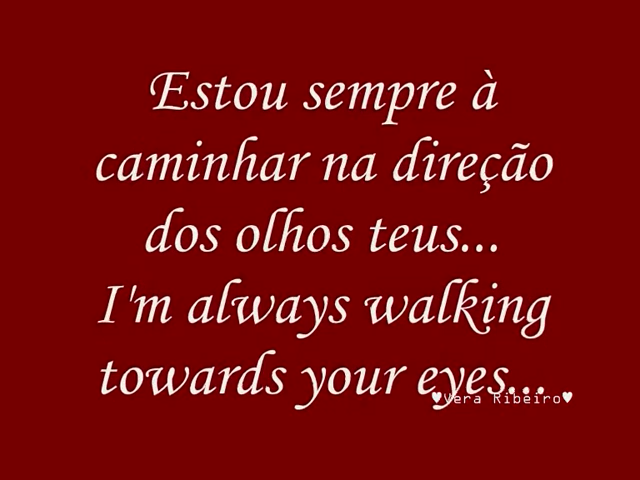 Estou sempre à
caminhar na direção
dos olhos teus...
I'm always walking
towards your eyes...
♥Vera Ribeiro♥